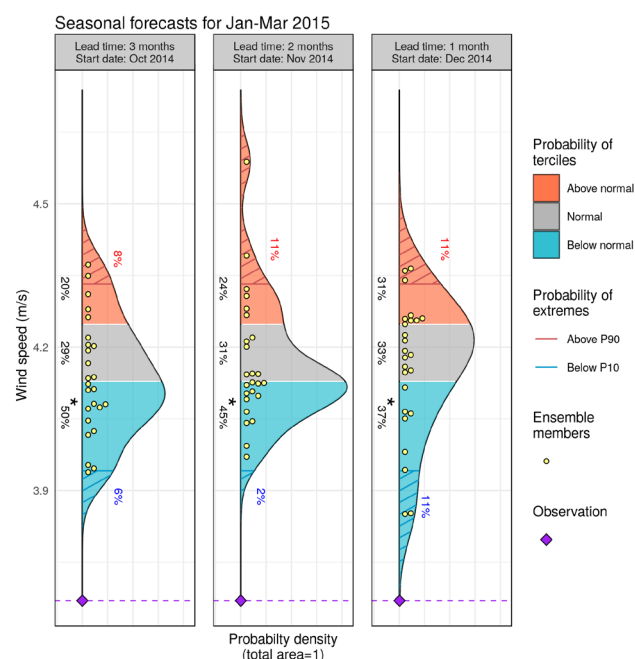 Seasonal forecasts for Jan-Mar 2015
Lead time: 3 months
Start date: Oct 2014
Lead time: 2 months
Start date: Nov 2014
Lead time: 1 month
Start date: Dec 2014
Wind speed (m/s)
4.5
4.2
3.9
8%
20%
29%
*
50%
6%
11%
24%
31%
*
45%
2%
11%
31%
33%
*
37%
11%
Probabilty density
(total area=1)
Probability of
terciles
Above normal
Normal
Below normal
Probability of
extremes
Above P90
Below P10
Ensemble
members
Observation